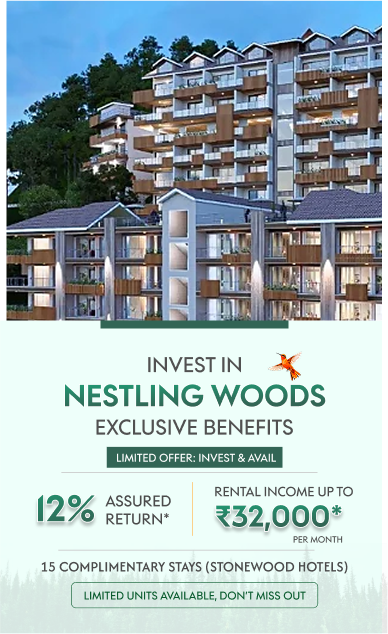 INVEST IN
NESTLING WOODS
EXCLUSIVE BENEFITS
LIMITED OFFER: INVEST & AVAIL
12% ASSURED
RETURN*
RENTAL INCOME UP TO
₹32,000*
PER MONTH
15 COMPLIMENTARY STAYS (STONEWOOD HOTELS)
LIMITED UNITS AVAILABLE, DON'T MISS OUT